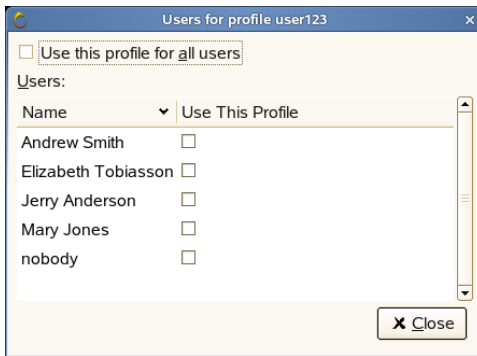 Users for profile user123
Use this profile for all users
Users:
Name Use This Profile
Andrew Smith
Elizabeth Tobiasson
Jerry Anderson
Mary Jones
nobody
Close